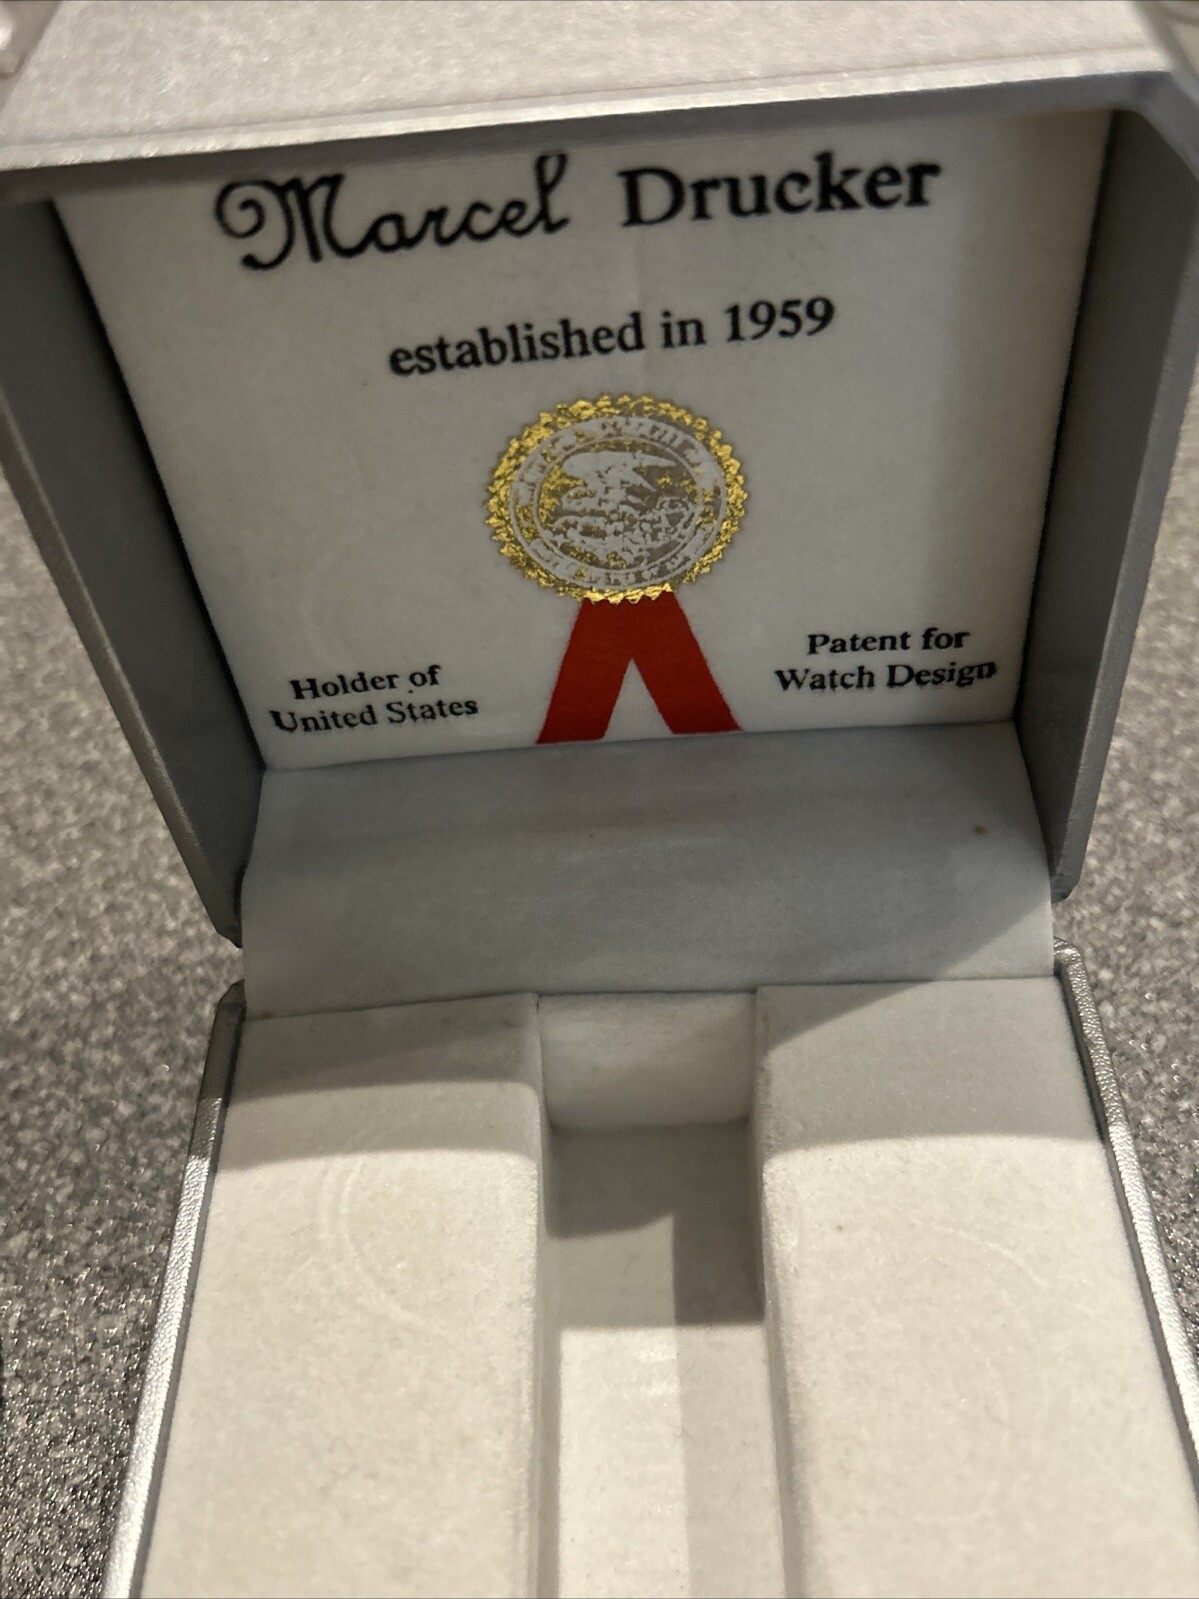 Marcel Drucker
established in 1959
Holder of
United States
Patent for
Watch Design